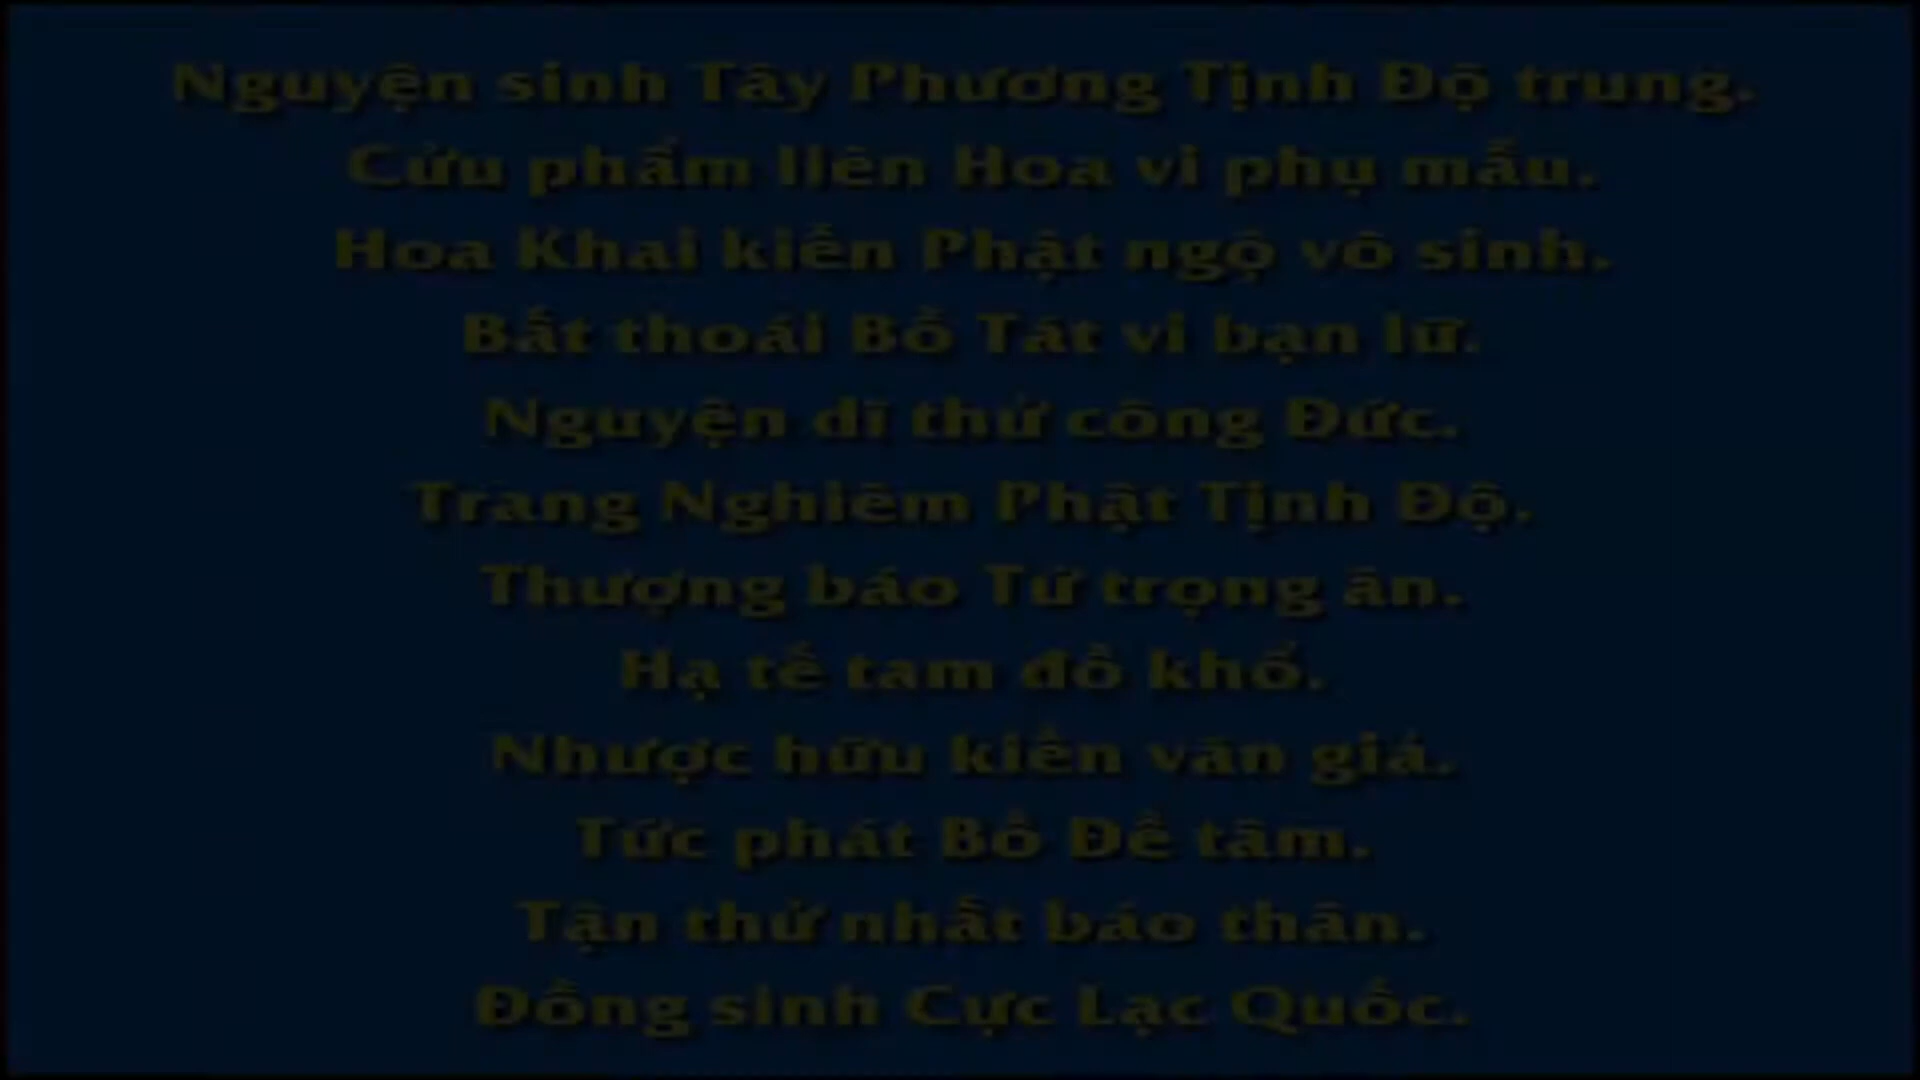 Nguyện sinh Tây Phương Tịnh Độ trung.
Cửu phẩm liên Hoa vi phụ mẫu.
Hoa Khai kiến Phật ngộ vô sinh.
Bất thoái Bồ Tát vi bạn lữ.
Nguyện dĩ thử công Đức.
Trang Nghiêm Phật Tịnh Độ.
Thượng báo Tứ trọng ân.
Hạ tế tam đồ khổ.
Nhược hữu kiến văn giả.
Tức phát Bồ Đề tâm.
Tận thử nhất báo thân.
Đồng sinh Cực Lạc Quốc.